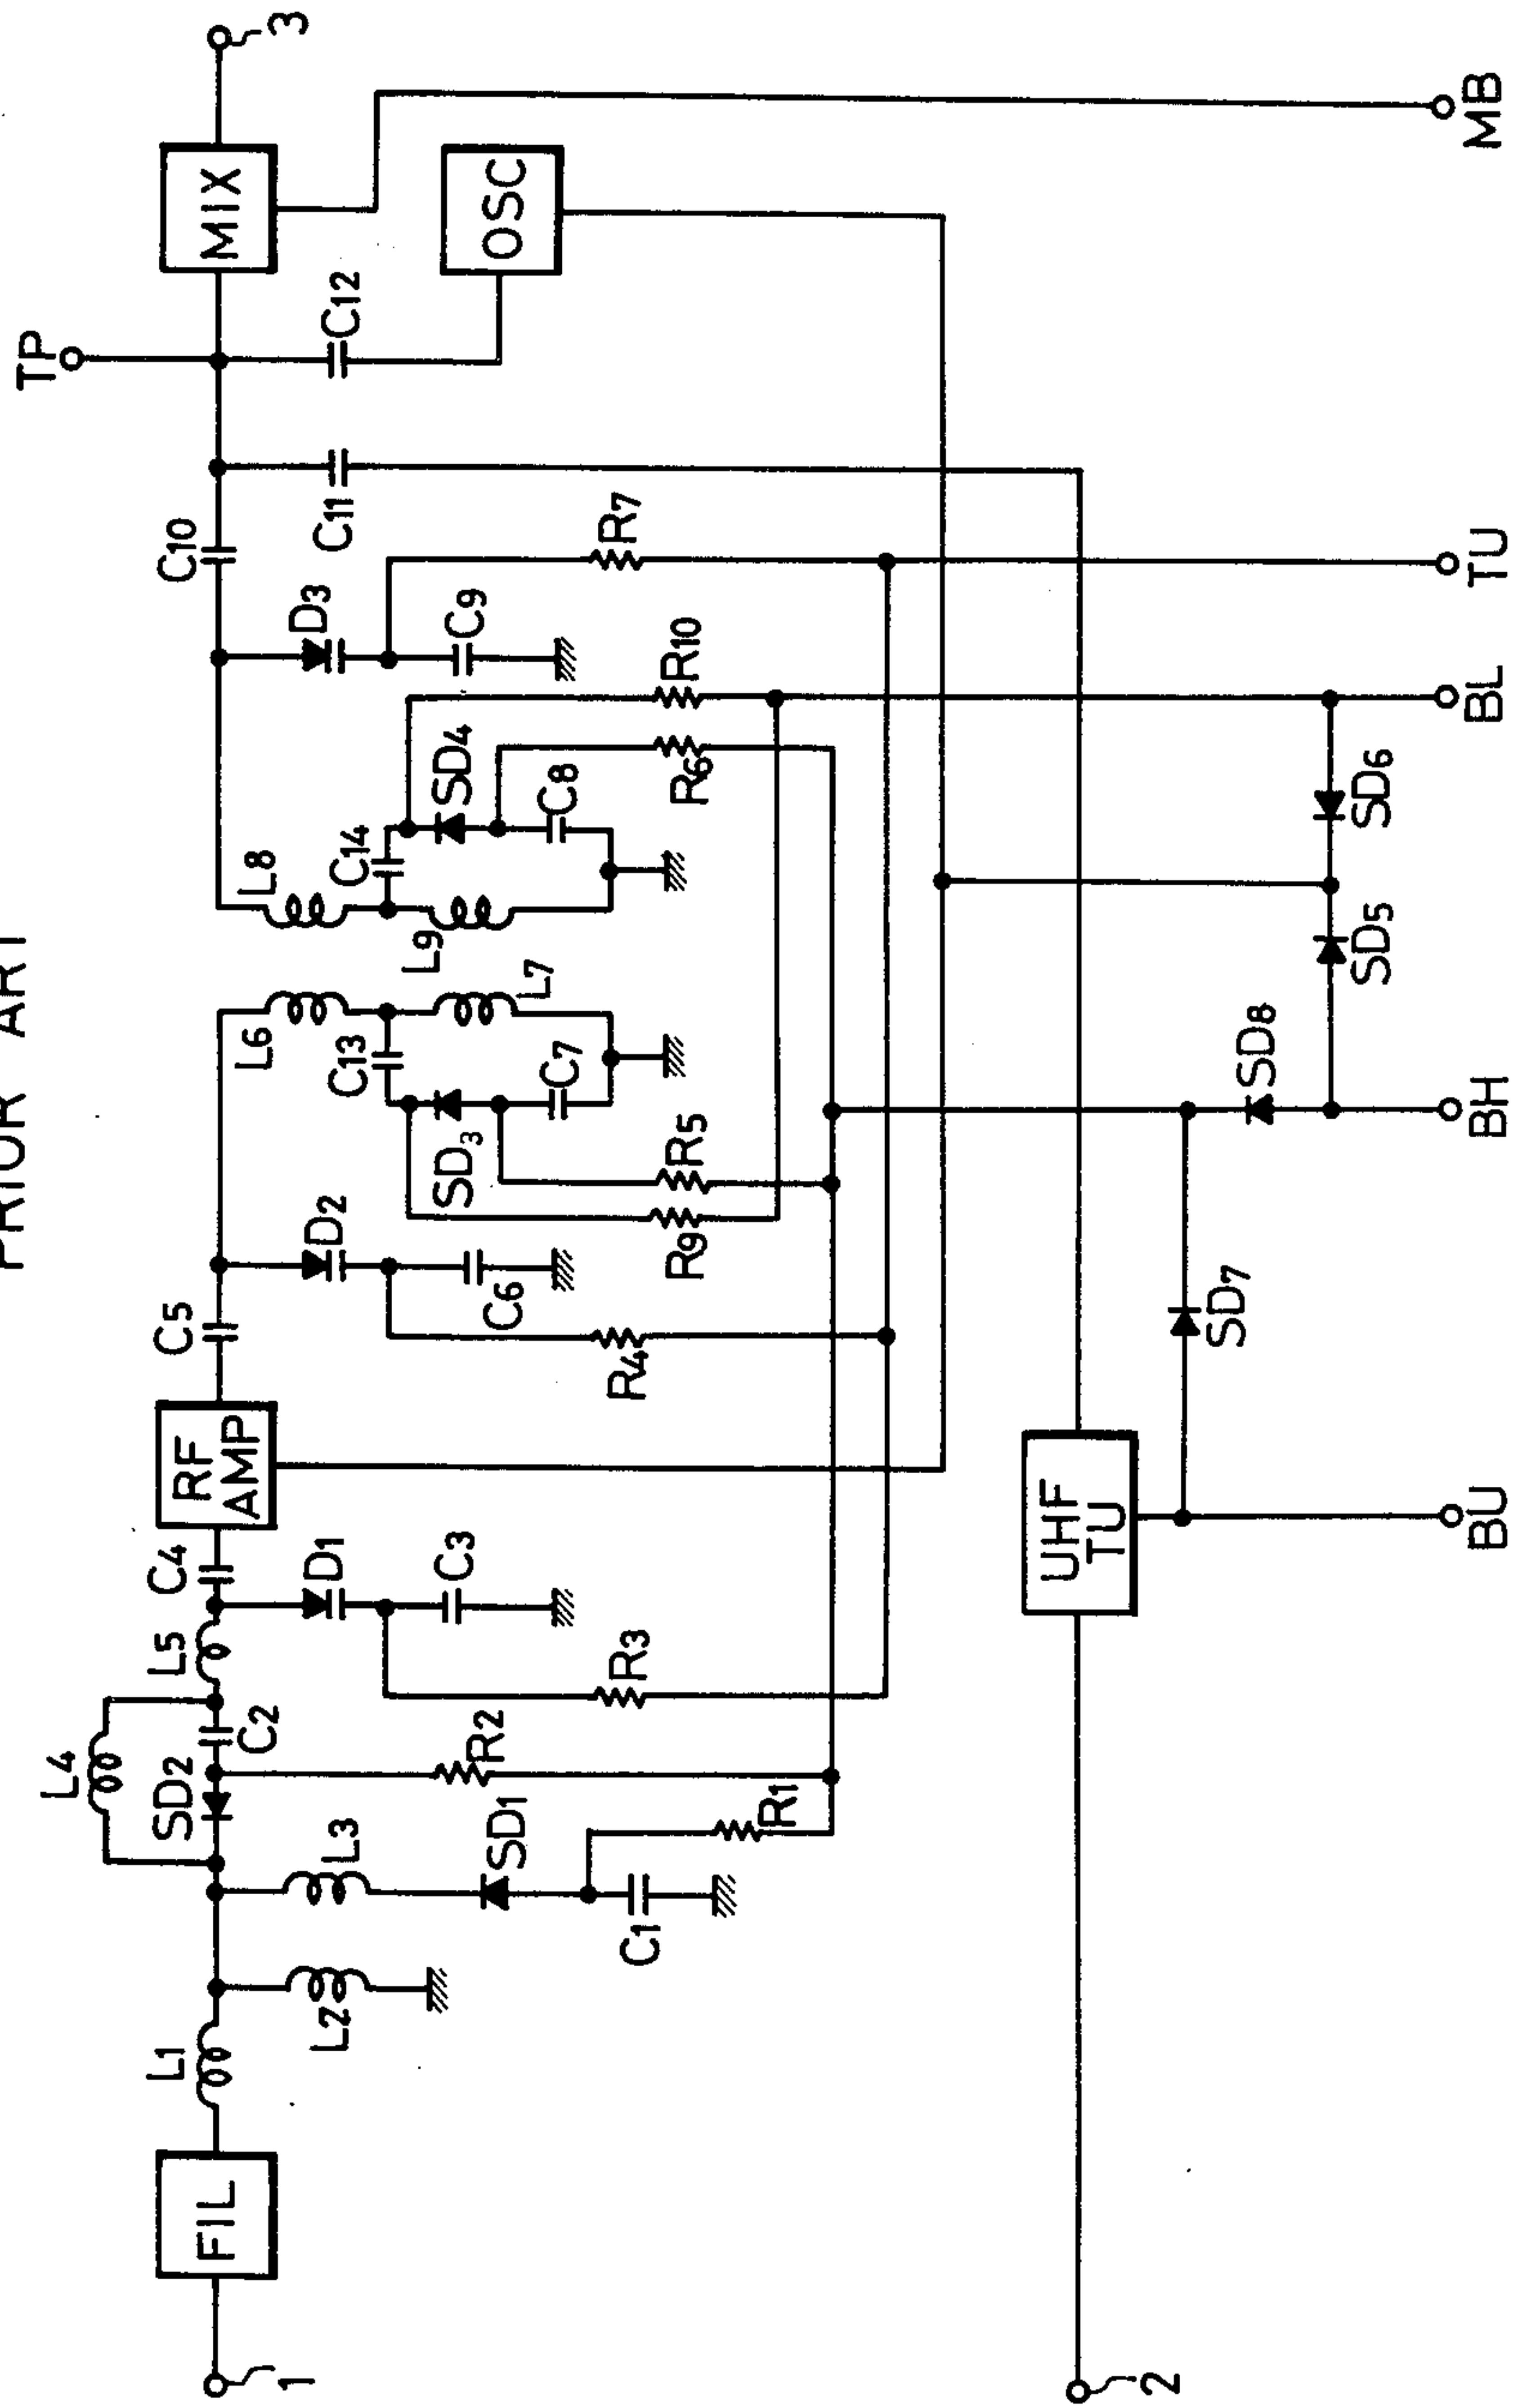 PRIOR ART
TP
3
L4
L1
L5
C4
C5
C10
FIL
SD2
C2
RF
AMP
MIX
L2
L3
D1
D2
L6
L8
D3
C12
SD1
C3
C6
C13
L7
L9
C14
C11
OSC
R2
SD3
C7
SD4
C9
C1
R3
R4
C8
R7
R1
R9
R5
R6
R10
1
UHF
TU
SD7
SD8
SD5
SD6
2
BU
BH
BL
TU
MB